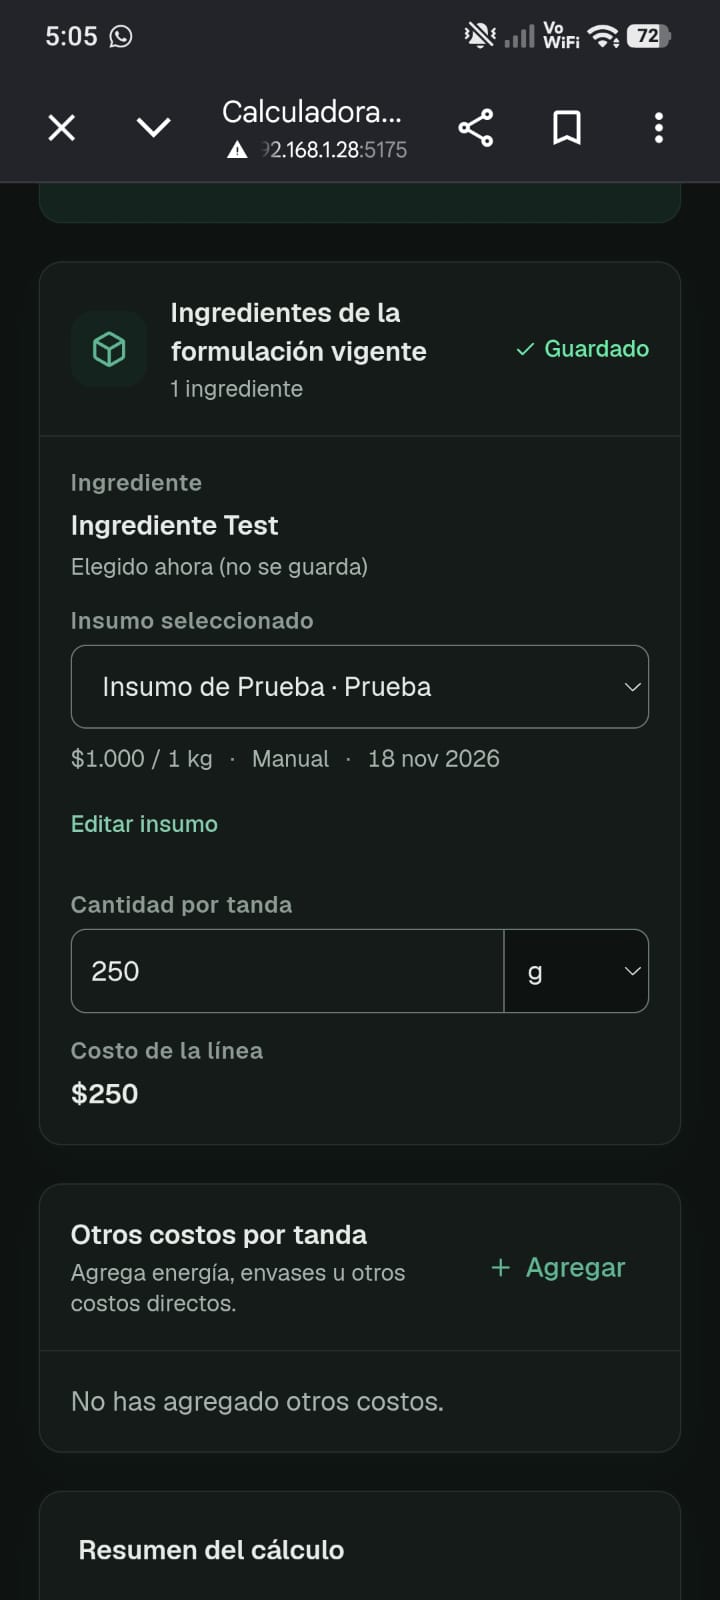 5:05
Vo
WiFi
72
Calculadora...
92.168.1.28:5175
Ingredientes de la
formulación vigente
1 ingrediente
Guardado
Ingrediente
Ingrediente Test
Elegido ahora (no se guarda)
Insumo seleccionado
Insumo de Prueba · Prueba
$1.000 / 1 kg · Manual · 18 nov 2026
Editar insumo
Cantidad por tanda
250
g
Costo de la línea
$250
Otros costos por tanda
Agrega energía, envases u otros
costos directos.
+ Agregar
No has agregado otros costos.
Resumen del cálculo